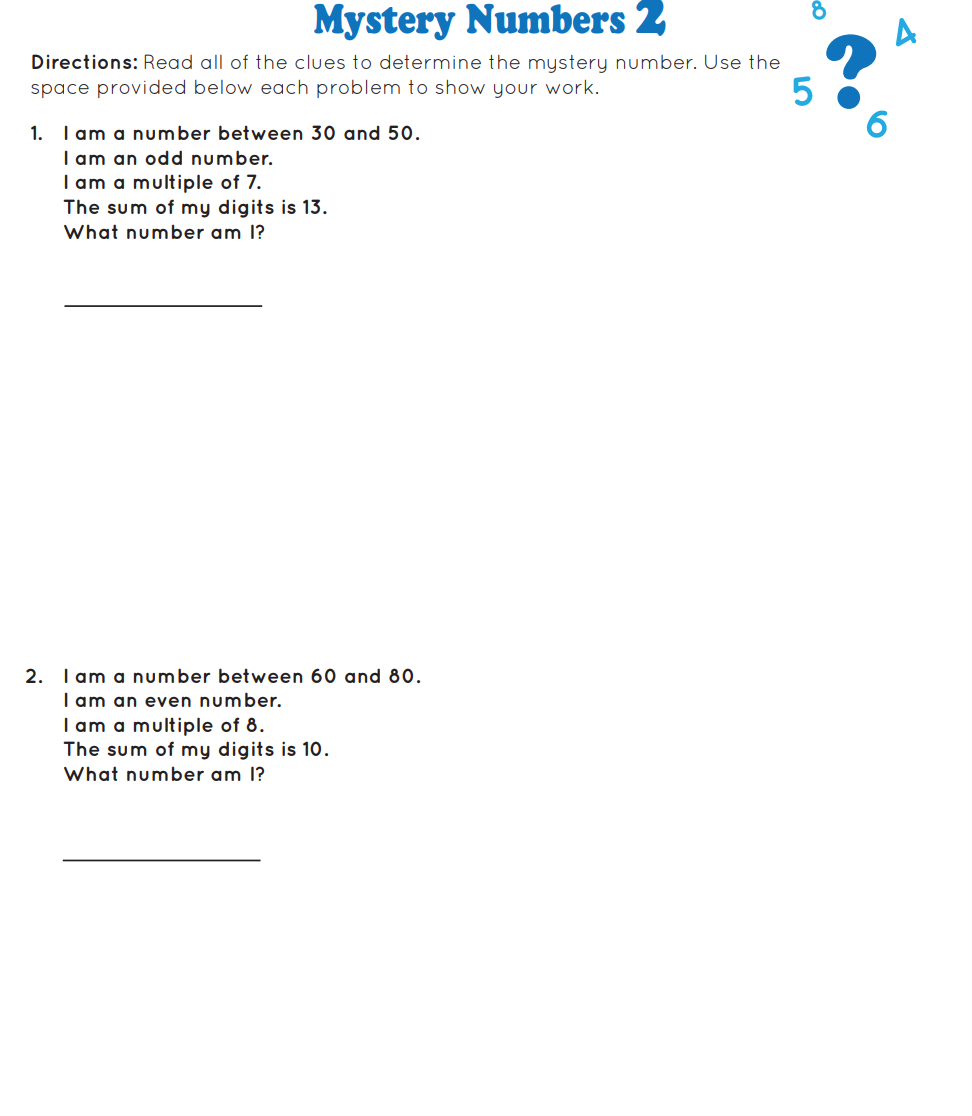 Mystery Numbers 2
8
4
?
5
6
Directions: Read all of the clues to determine the mystery number. Use the
space provided below each problem to show your work.
1. I am a number between 30 and 50.
I am an odd number.
I am a multiple of 7.
The sum of my digits is 13.
What number am I?
2. I am a number between 60 and 80.
I am an even number.
I am a multiple of 8.
The sum of my digits is 10.
What number am I?